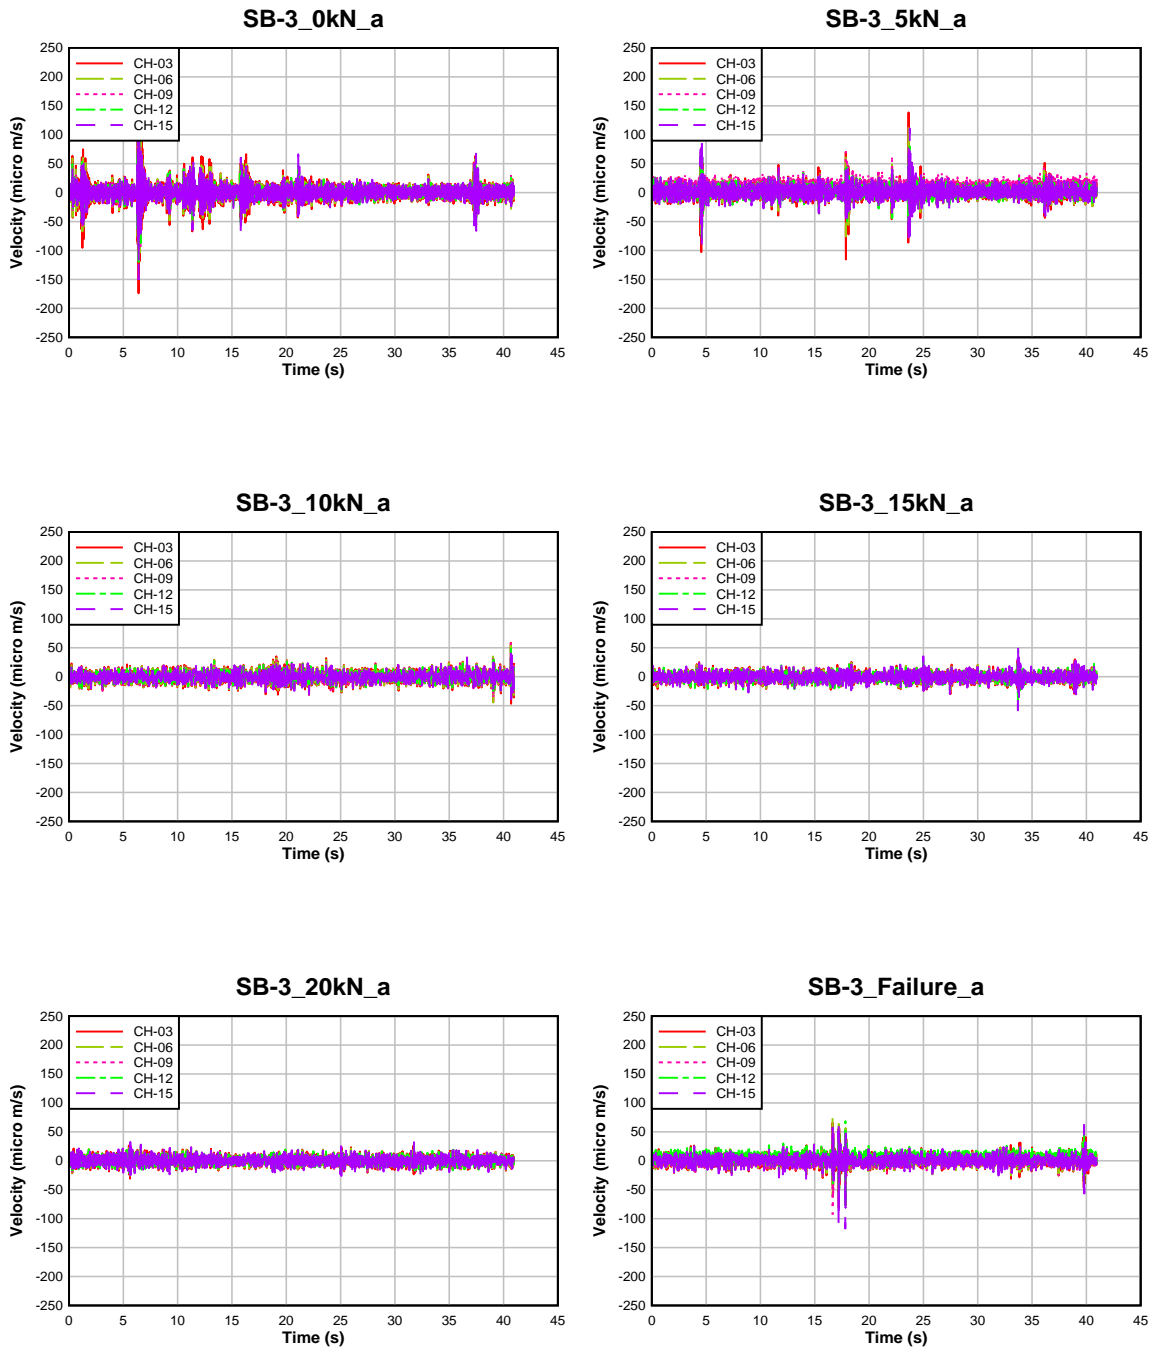 SB-3_0kN_a
250
200
150
100
50
0
-50
-100
-150
-200
-250
Velocity (micro m/s)
CH-03
CH-06
CH-09
CH-12
CH-15
0 5 10 15 20 25 30 35 40 45
Time (s)
SB-3_5kN_a
250
200
150
100
50
0
-50
-100
-150
-200
-250
Velocity (micro m/s)
CH-03
CH-06
CH-09
CH-12
CH-15
0 5 10 15 20 25 30 35 40 45
Time (s)
SB-3_10kN_a
250
200
150
100
50
0
-50
-100
-150
-200
-250
Velocity (micro m/s)
CH-03
CH-06
CH-09
CH-12
CH-15
0 5 10 15 20 25 30 35 40 45
Time (s)
SB-3_15kN_a
250
200
150
100
50
0
-50
-100
-150
-200
-250
Velocity (micro m/s)
CH-03
CH-06
CH-09
CH-12
CH-15
0 5 10 15 20 25 30 35 40 45
Time (s)
SB-3_20kN_a
250
200
150
100
50
0
-50
-100
-150
-200
-250
Velocity (micro m/s)
CH-03
CH-06
CH-09
CH-12
CH-15
0 5 10 15 20 25 30 35 40 45
Time (s)
SB-3_Failure_a
250
200
150
100
50
0
-50
-100
-150
-200
-250
Velocity (micro m/s)
CH-03
CH-06
CH-09
CH-12
CH-15
0 5 10 15 20 25 30 35 40 45
Time (s)